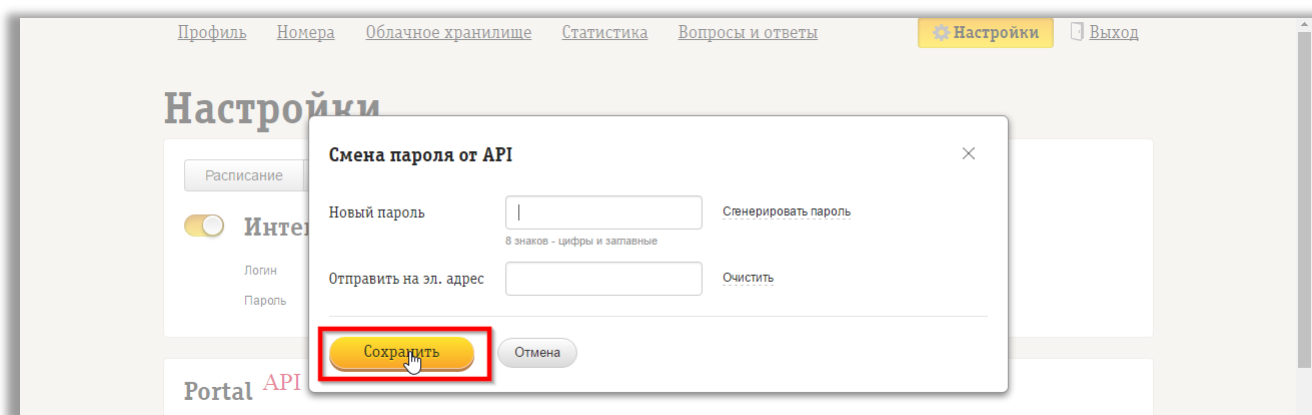 Профиль Номера Облачное хранилище Статистика Вопросы и ответы Настройки Выход
Настройки
Смена пароля от API
Расписание
Новый пароль Сгенерировать пароль
8 знаков - цифры и заглавные
Логин
Отправить на эл. адрес Очистить
Пароль
Сохранить Отмена
Portal API